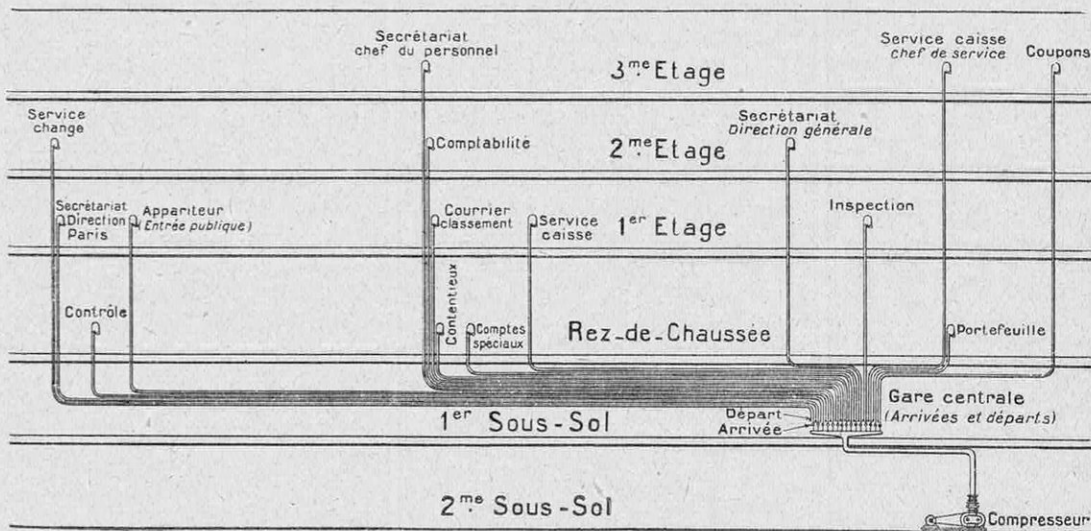 Secrétariat
chef du personnel
Service caisse
chef de service
Coupons
3me Etage
Service
change
Comptabilité
2me Etage
Secrétariat
Direction générale
Secrétariat
Direction
Paris
Appariteur
(Entrée publique)
Courrier
classement
Service
caisse
1er Etage
Inspection
Contrôle
Contentieux
Comptes
spéciaux
Rez-de-Chaussée
Portefeuille
Gare centrale
(Arrivées et départs)
Départ
Arrivée
1er Sous-Sol
2me Sous-Sol
Compresseur